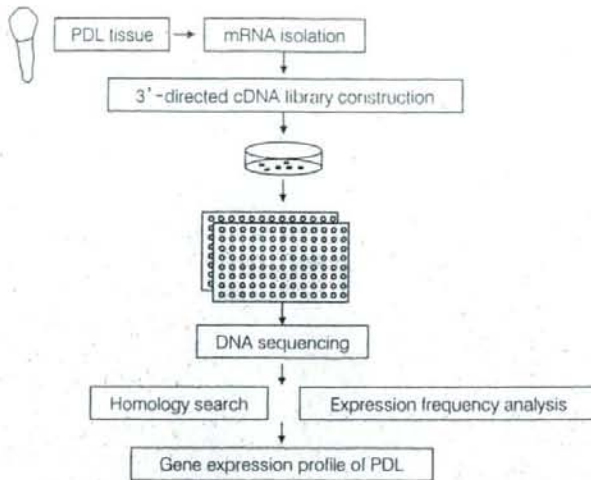 PDL tissue
mRNA isolation
3'-directed cDNA library construction
DNA sequencing
Homology search
Expression frequency analysis
Gene expression profile of PDL